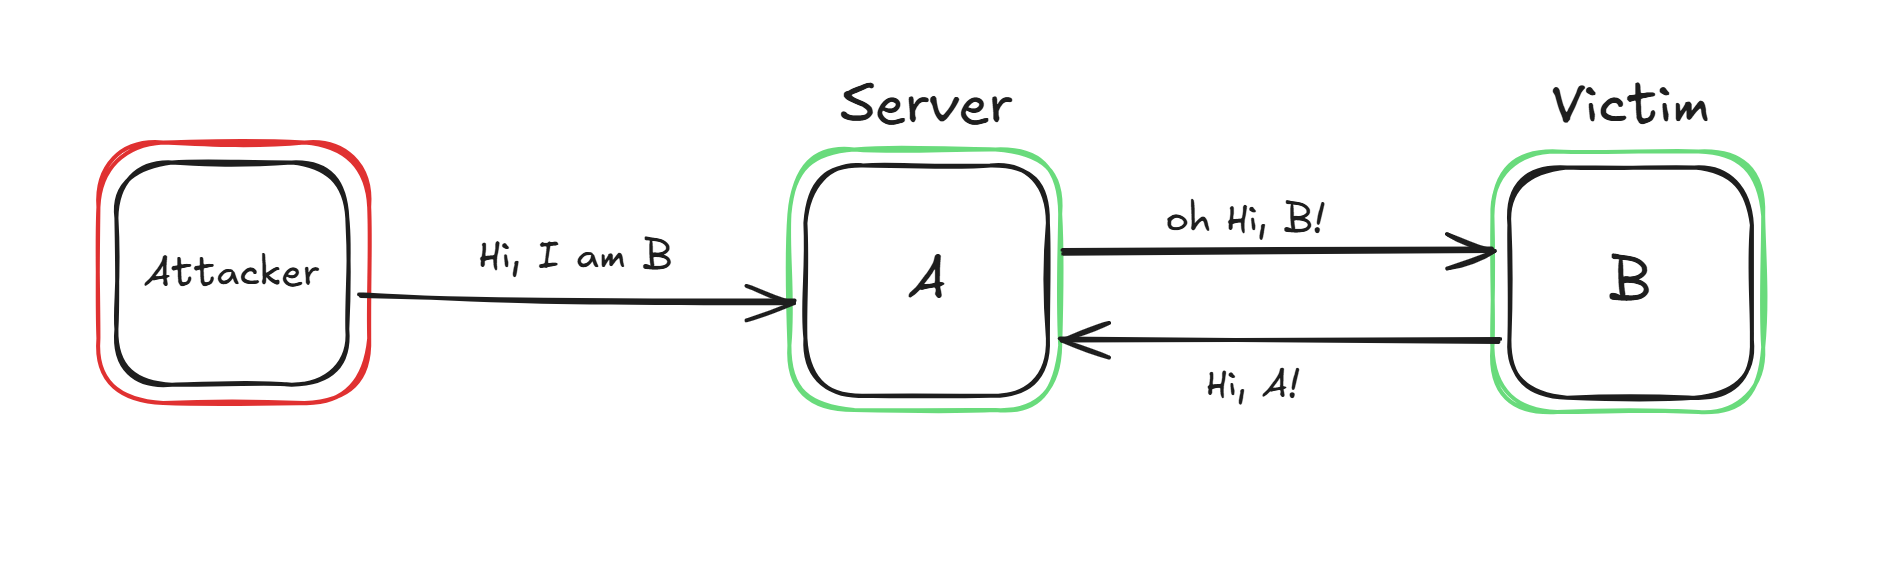 Server
Victim
Attacker
Hi, I am B
A
oh Hi, B!
B
Hi, A!